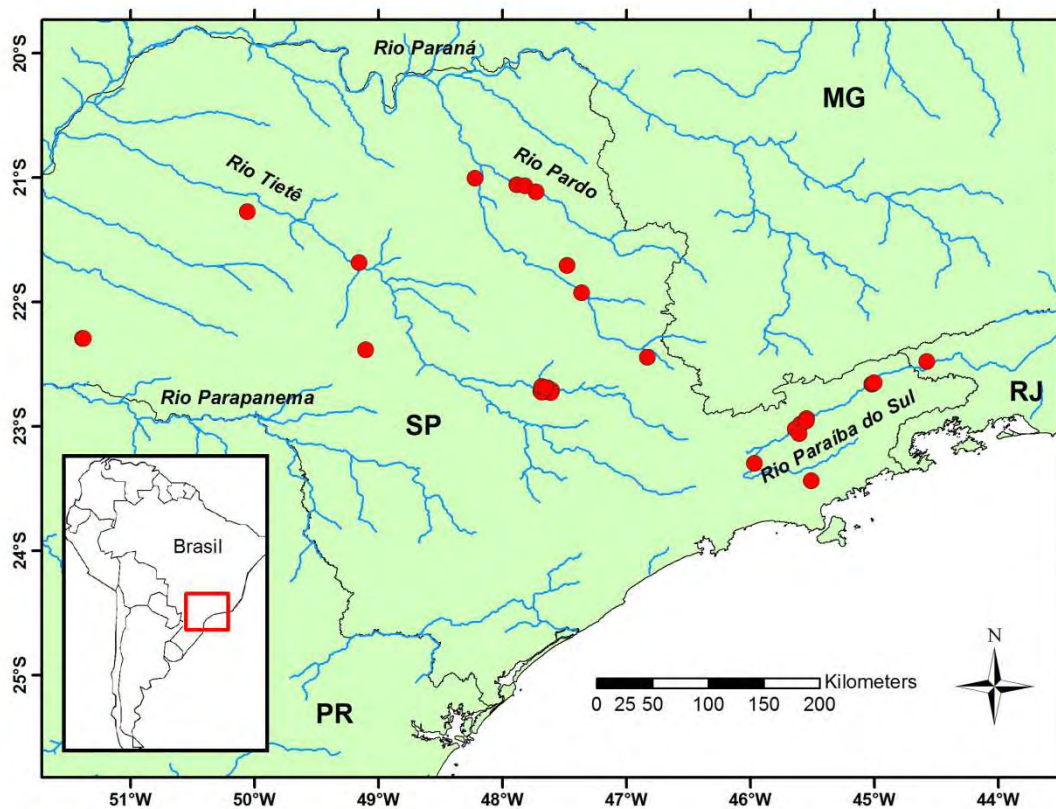 20°S
21°S
22°S
23°S
24°S
25°S
Rio Paraná
MG
Rio Pardo
Rio Tietê
Rio Parapanema
SP
Rio Paraíba do Sul
RJ
Brasil
PR
N
Kilometers
0 25 50 100 150 200
51°W 50°W 49°W 48°W 47°W 46°W 45°W 44°W